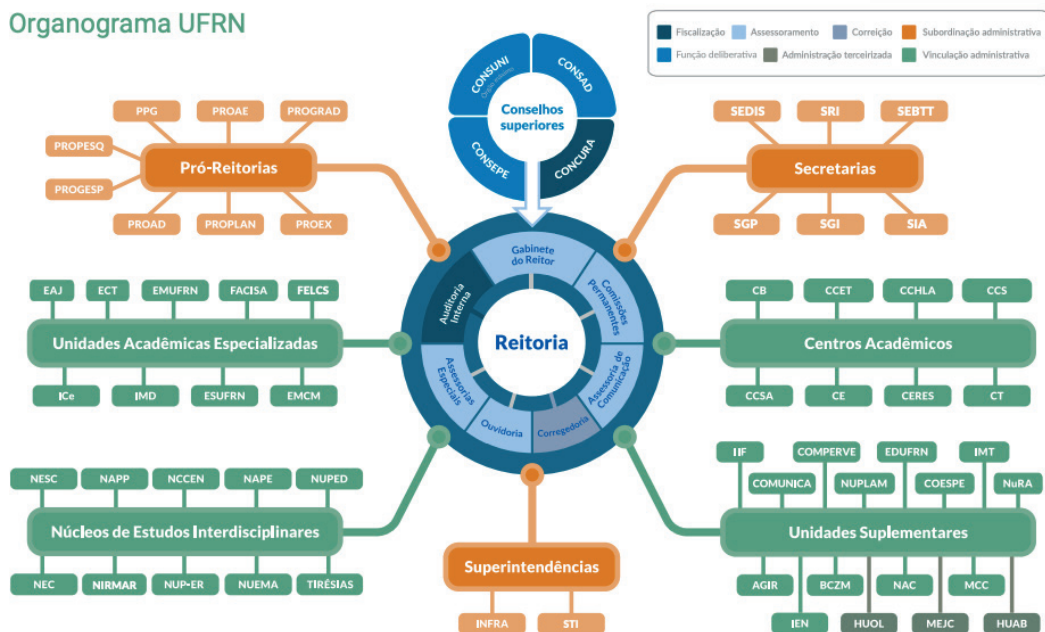 Organograma UFRN
Fiscalização
Assessoramento
Correição
Subordinação administrativa
Função deliberativa
Administração terceirizada
Vinculação administrativa
CONSUNI
Órgão máximo
CONSAD
Conselhos
superiores
CONSEPE
CONCURA
PPG
PROAE
PROGRAD
PROPESQ
Pró-Reitorias
PROGESP
PROAD
PROPLAN
PROEX
SEDIS
SRI
SEBTT
Secretarias
SGP
SGI
SIA
Gabinete
do Reitor
Auditoria
Interna
Comissões
Permanentes
Reitoria
Assessorias
Especiais
Assessoria de
Comunicação
Ouvidoria
Corregedoria
EAJ
ECT
EMUFRN
FACISA
FELCS
Unidades Acadêmicas Especializadas
ICe
IMD
ESUFRN
EMCM
CB
CCET
CCHLA
CCS
Centros Acadêmicos
CCSA
CE
CERES
CT
NESC
NAPP
NCCEN
NAPE
NUPED
Núcleos de Estudos Interdisciplinares
NEC
NIRMAR
NUP-ER
NUEMA
TIRÉSIAS
Superintendências
INFRA
STI
IIF
COMPERVE
EDUFRN
IMT
COMUNICA
NUPLAM
COESPE
NuRA
Unidades Suplementares
AGIR
BCZM
NAC
MCC
IEN
HUOL
MEJC
HUAB